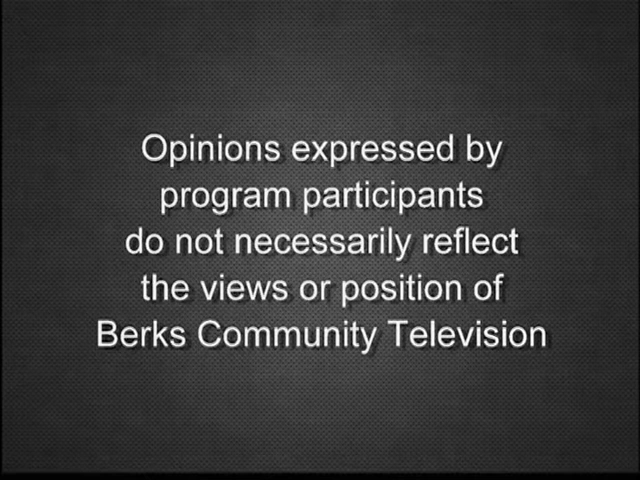 Opinions expressed by
program participants
do not necessarily reflect
the views or position of
Berks Community Television